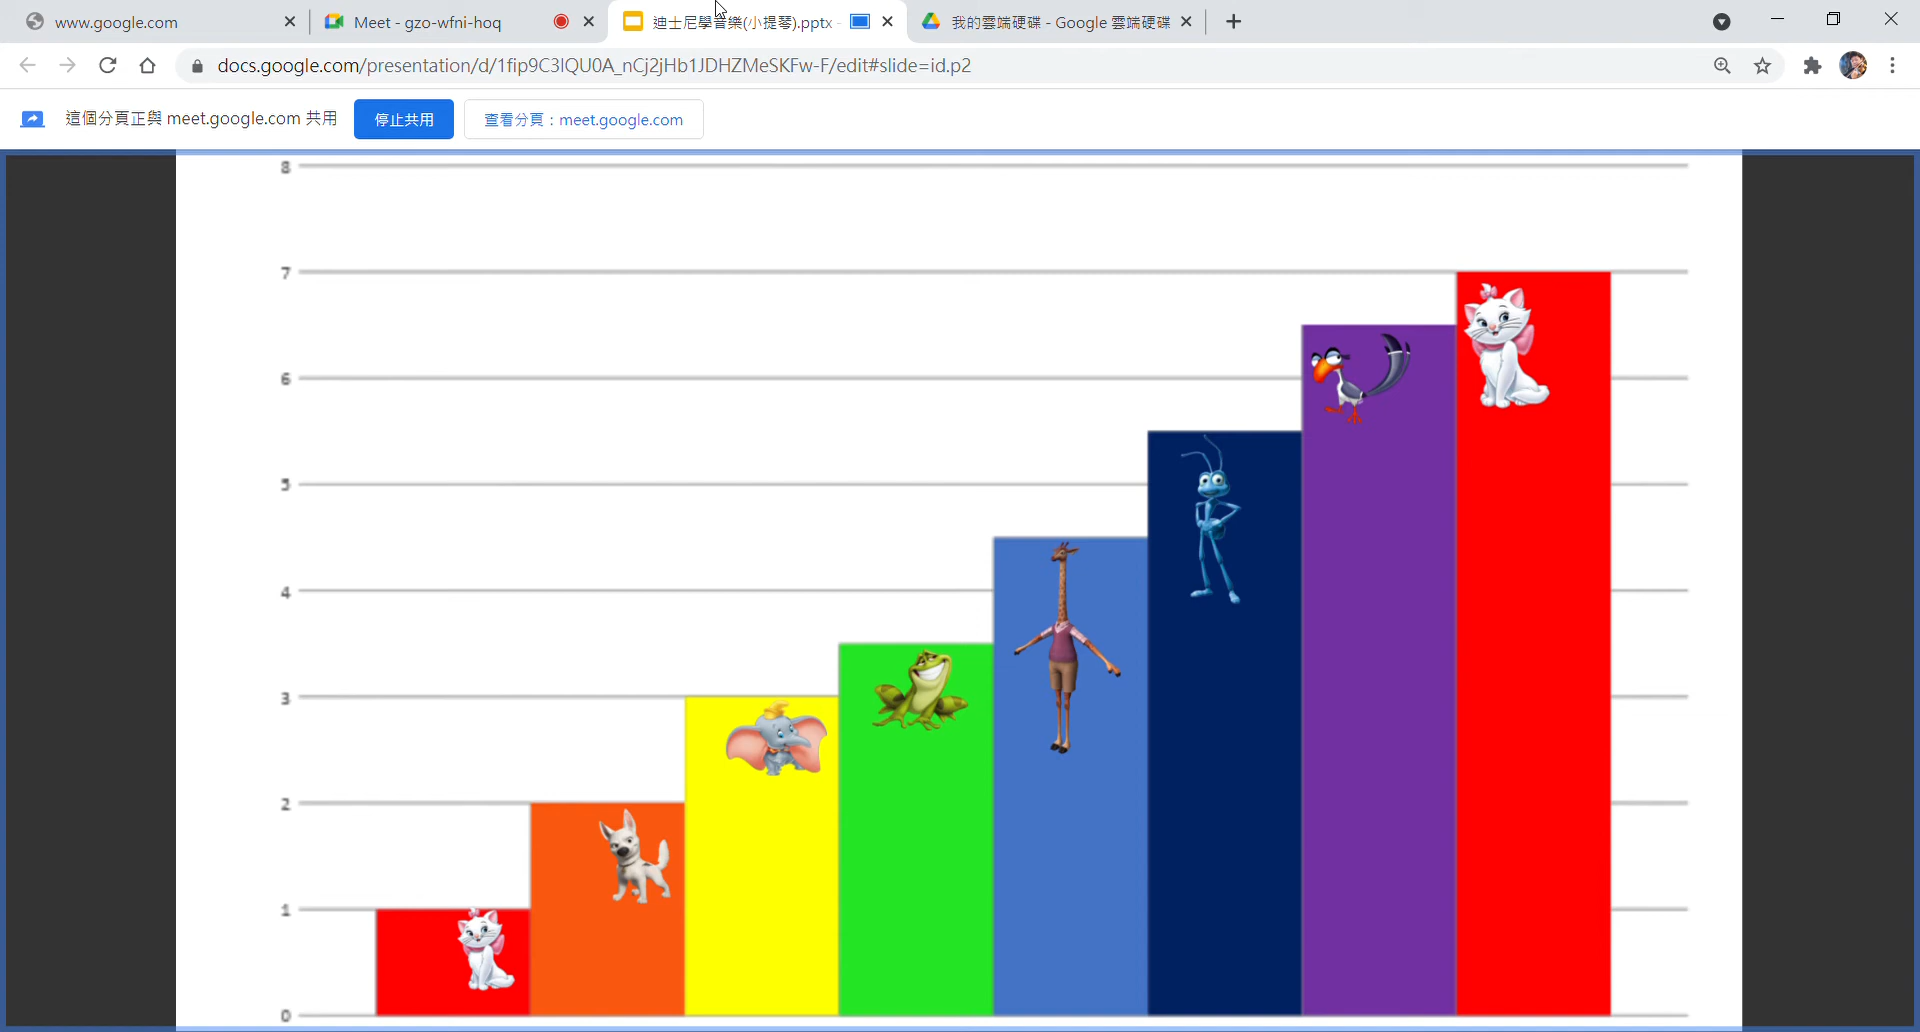 www.google.com
Meet - gzo-wfni-hoq
迪士尼學音樂(小提琴).pptx -
我的雲端硬碟 - Google 雲端硬碟
docs.google.com/presentation/d/1fip9C3lQU0A_nCj2jHb1JDHZMeSKFw-F/edit#slide=id.p2
這個分頁正與 meet.google.com 共用
停止共用
查看分頁：meet.google.com
8
7
6
5
4
3
2
1
0